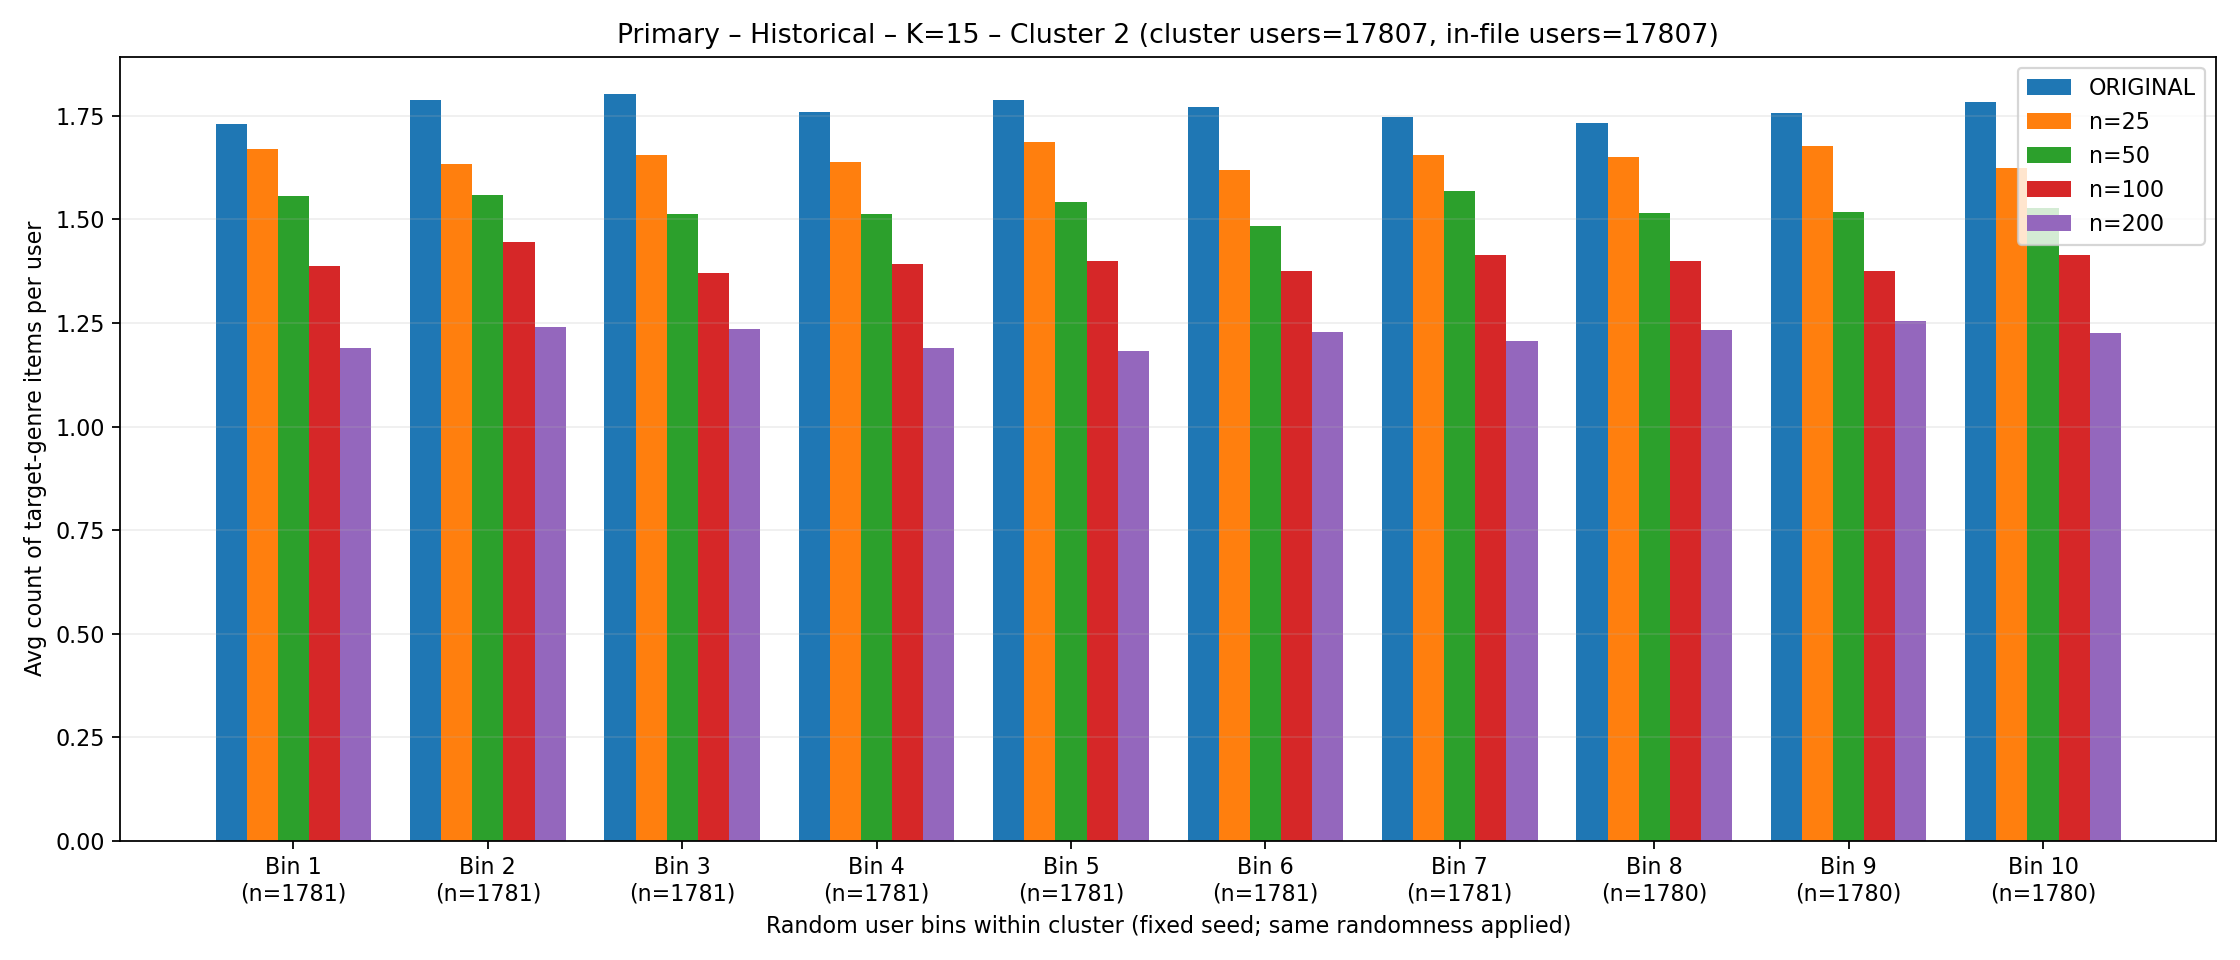 Primary – Historical – K=15 – Cluster 2 (cluster users=17807, in-file users=17807)
Avg count of target-genre items per user
1.75
1.50
1.25
1.00
0.75
0.50
0.25
0.00
ORIGINAL
n=25
n=50
n=100
n=200
Bin 1
(n=1781)
Bin 2
(n=1781)
Bin 3
(n=1781)
Bin 4
(n=1781)
Bin 5
(n=1781)
Bin 6
(n=1781)
Bin 7
(n=1781)
Bin 8
(n=1780)
Bin 9
(n=1780)
Bin 10
(n=1780)
Random user bins within cluster (fixed seed; same randomness applied)